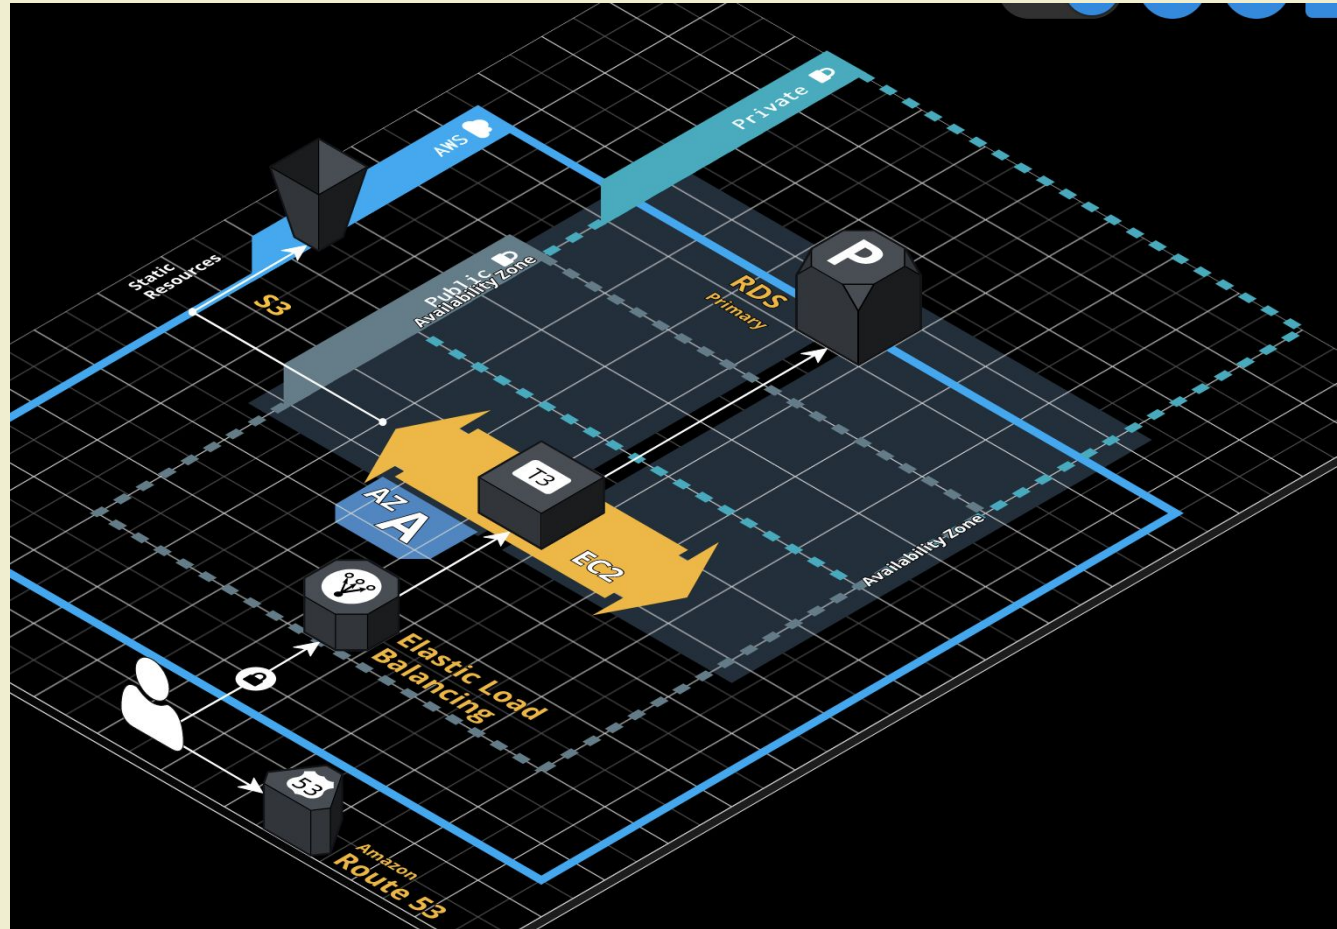 Private
AWS
Static
Resources
S3
Public
Availability Zone
P
RDS
Primary
T3
AZ
A
EC2
Availability Zone
Elastic Load
Balancing
53
Amazon
Route 53